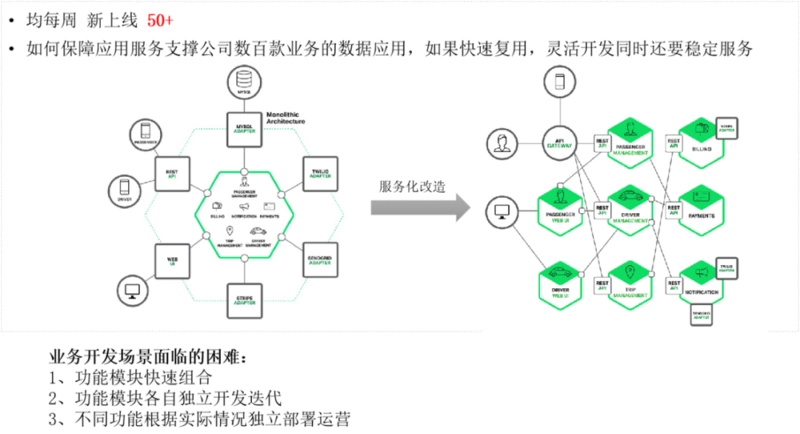 • 均每周 新上线 50+
• 如何保障应用服务支撑公司数百款业务的数据应用，如果快速复用，灵活开发同时还要稳定服务
MYSQL
Monolithic
Architecture
MYSQL
ADAPTER
PASSENGER
REST
API
TWILIO
ADAPTER
DRIVER
PASSENGER
MANAGEMENT
BILLING
NOTIFICATION
PAYMENTS
TRIP
MANAGEMENT
DRIVER
MANAGEMENT
WEB
UI
SENDGRID
ADAPTER
STRIPE
ADAPTER
服务化改造
API
GATEWAY
REST
API
PASSENGER
MANAGEMENT
REST
API
BILLING
STRIPE
ADAPTER
PASSENGER
WEB UI
REST
API
DRIVER
MANAGEMENT
REST
API
PAYMENTS
DRIVER
WEB UI
REST
API
TRIP
MANAGEMENT
REST
API
NOTIFICATION
TWILIO
ADAPTER
SENDGRID
ADAPTER
业务开发场景面临的困难：
1、功能模块快速组合
2、功能模块各自独立开发迭代
3、不同功能根据实际情况独立部署运营